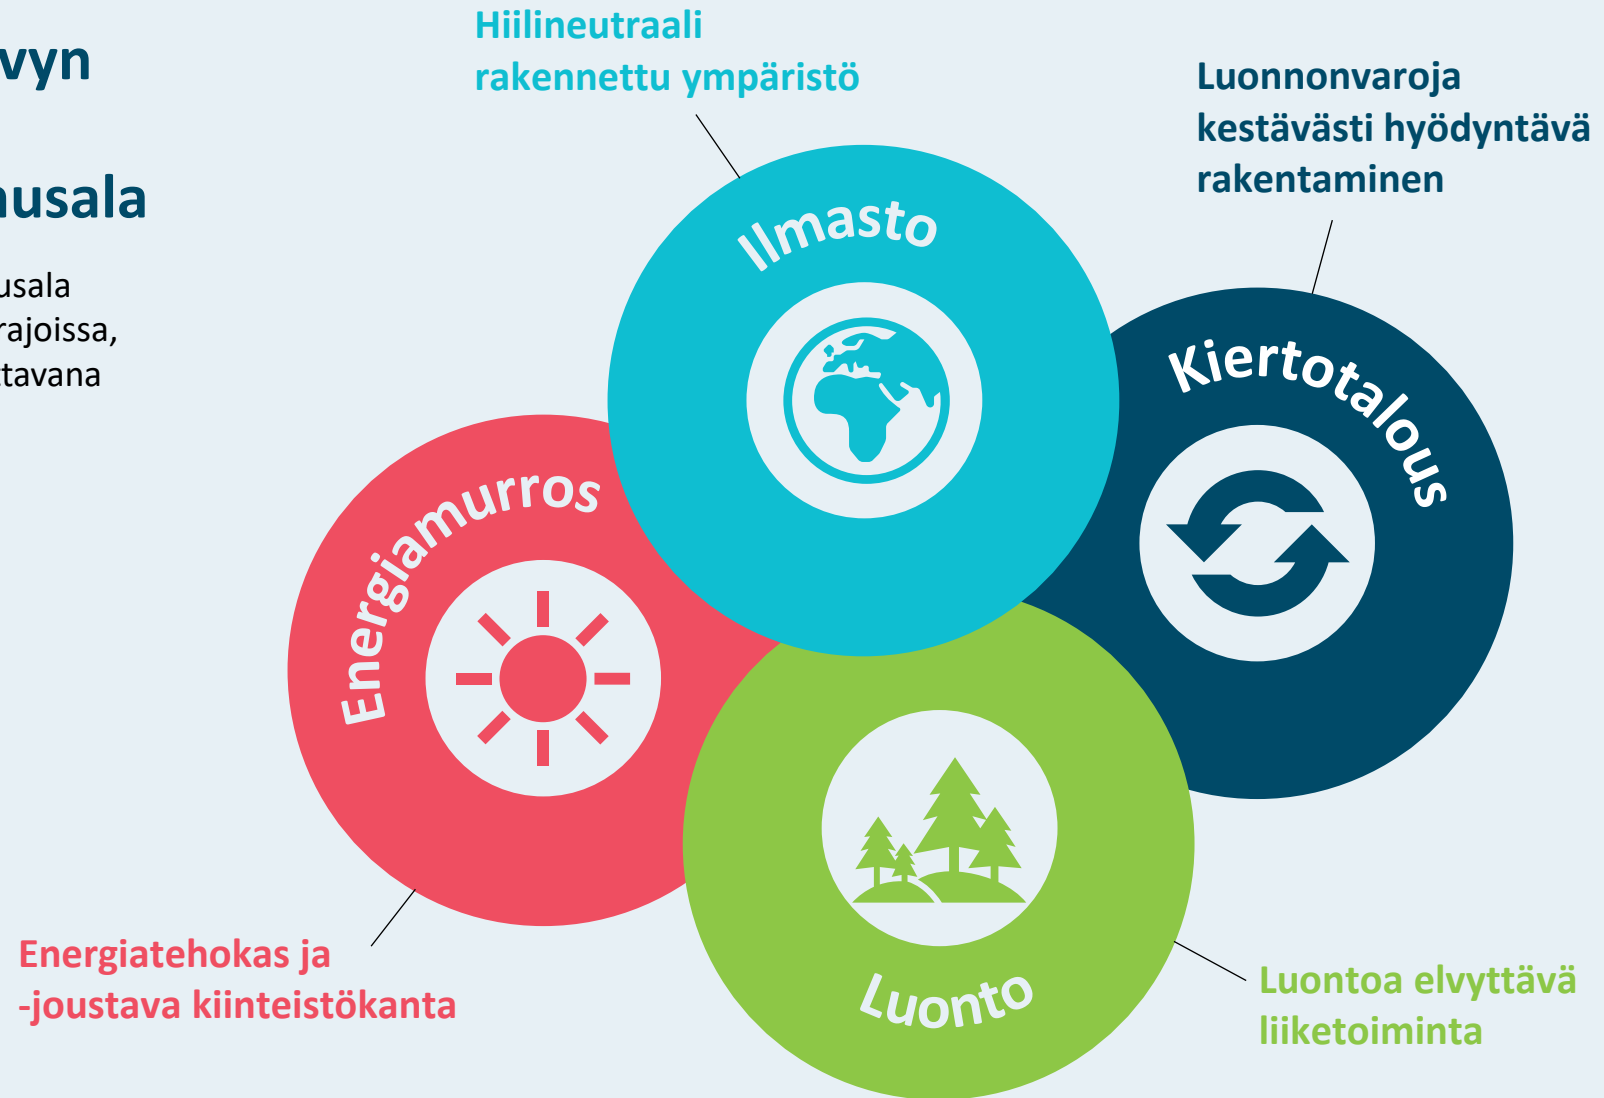 vyn
usala
usala
rajoissa,
ttavana
Hiilineutraali
rakennettu ympäristö
Luonnonvaroja
kestävästi hyödyntävä
rakentaminen
Ilmasto
Kiertotalous
Energiamurros
Luonto
Energiatehokas ja
-joustava kiinteistökanta
Luontoa elvyttävä
liiketoiminta